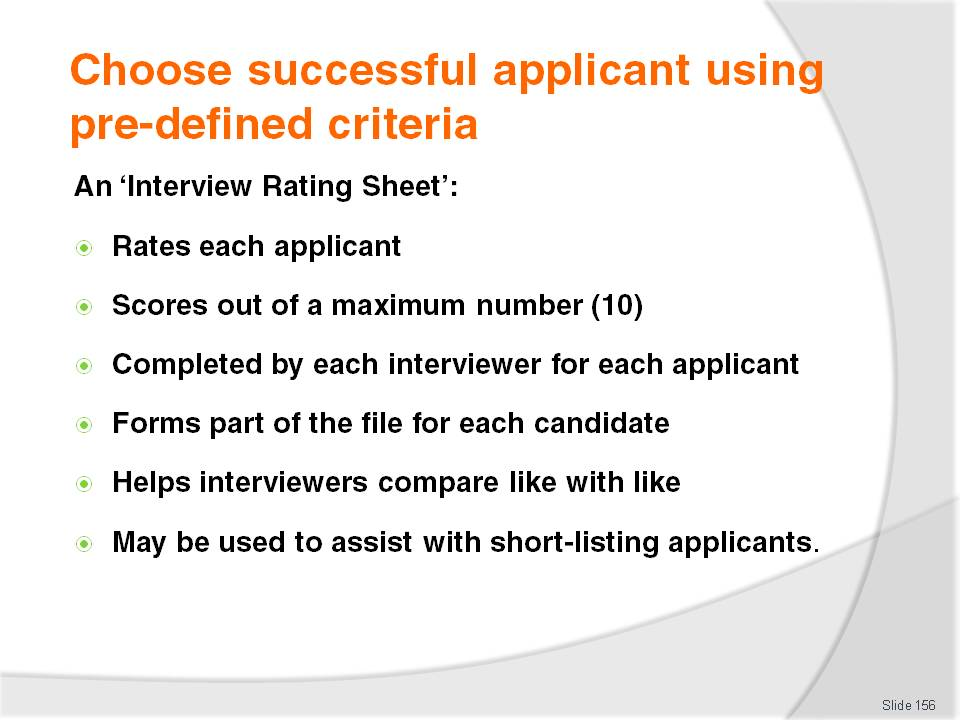 Choose successful applicant using
pre-defined criteria
An ‘Interview Rating Sheet’:
Rates each applicant
Scores out of a maximum number (10)
Completed by each interviewer for each applicant
Forms part of the file for each candidate
Helps interviewers compare like with like
May be used to assist with short-listing applicants.
Slide 156